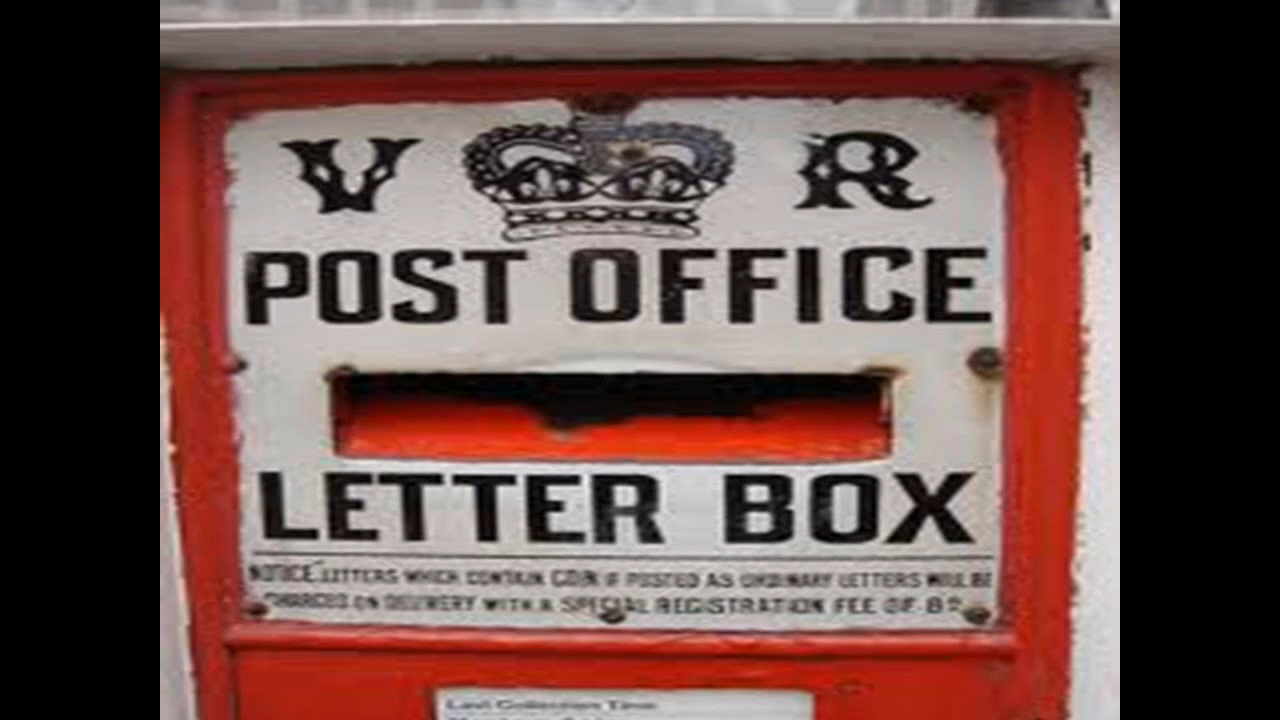 V R
POST OFFICE
LETTER BOX
NOTICE LETTERS WHICH CONTAIN COIN IF POSTED AS ORDINARY LETTERS WILL BE
CHARGED ON DELIVERY WITH A SPECIAL REGISTRATION FEE OF 8D.
Last Collection Time